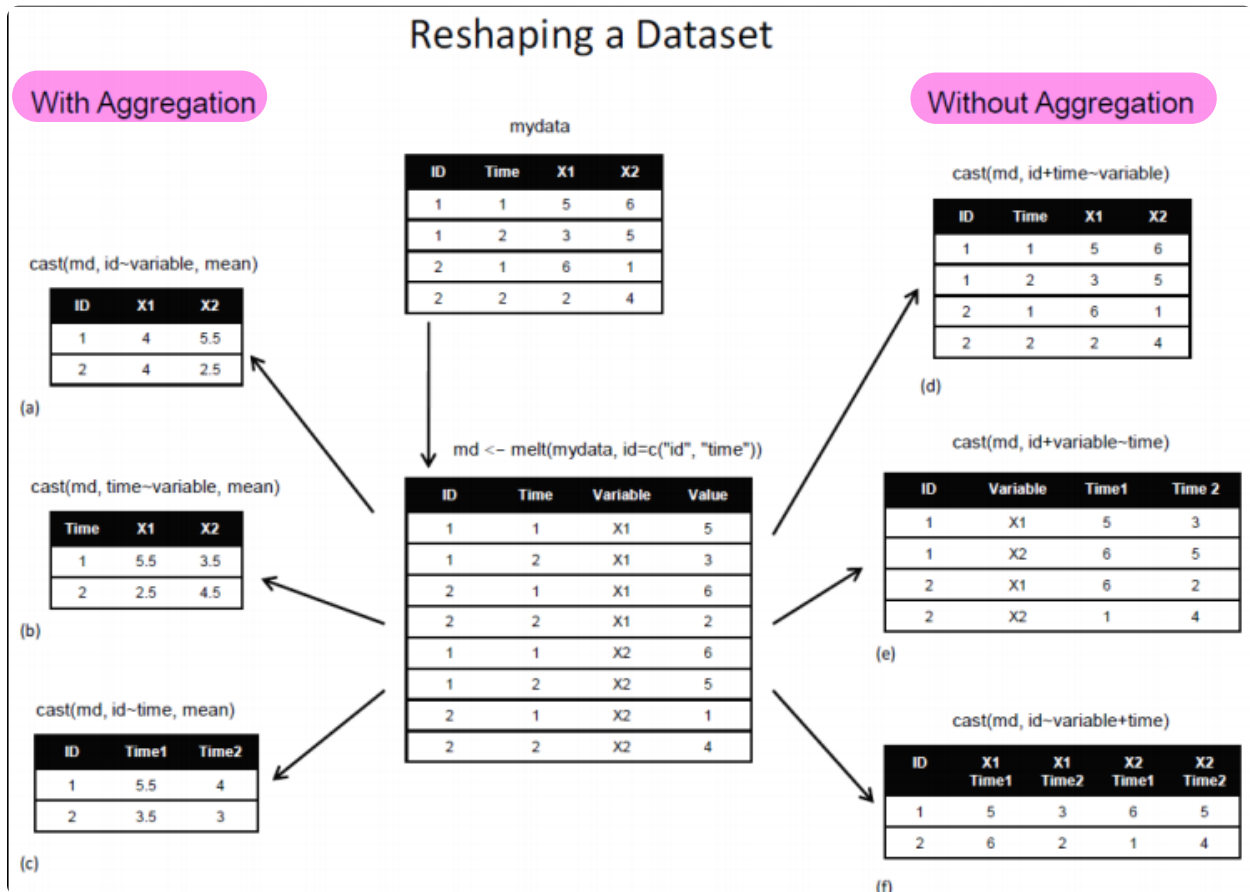 Reshaping a Dataset
With Aggregation
Without Aggregation
mydata
ID Time X1 X2
1 1 5 6
1 2 3 5
2 1 6 1
2 2 2 4
cast(md, id~variable, mean)
ID X1 X2
1 4 5.5
2 4 2.5
(a)
cast(md, time~variable, mean)
Time X1 X2
1 5.5 3.5
2 2.5 4.5
(b)
cast(md, id~time, mean)
ID Time1 Time2
1 5.5 4
2 3.5 3
(c)
md <- melt(mydata, id=c("id", "time"))
ID Time Variable Value
1 1 X1 5
1 2 X1 3
2 1 X1 6
2 2 X1 2
1 1 X2 6
1 2 X2 5
2 1 X2 1
2 2 X2 4
cast(md, id+time~variable)
ID Time X1 X2
1 1 5 6
1 2 3 5
2 1 6 1
2 2 2 4
(d)
cast(md, id+variable~time)
ID Variable Time1 Time 2
1 X1 5 3
1 X2 6 5
2 X1 6 2
2 X2 1 4
(e)
cast(md, id~variable+time)
ID X1 X1 X2 X2
Time1 Time2 Time1 Time2
1 5 3 6 5
2 6 2 1 4
(f)